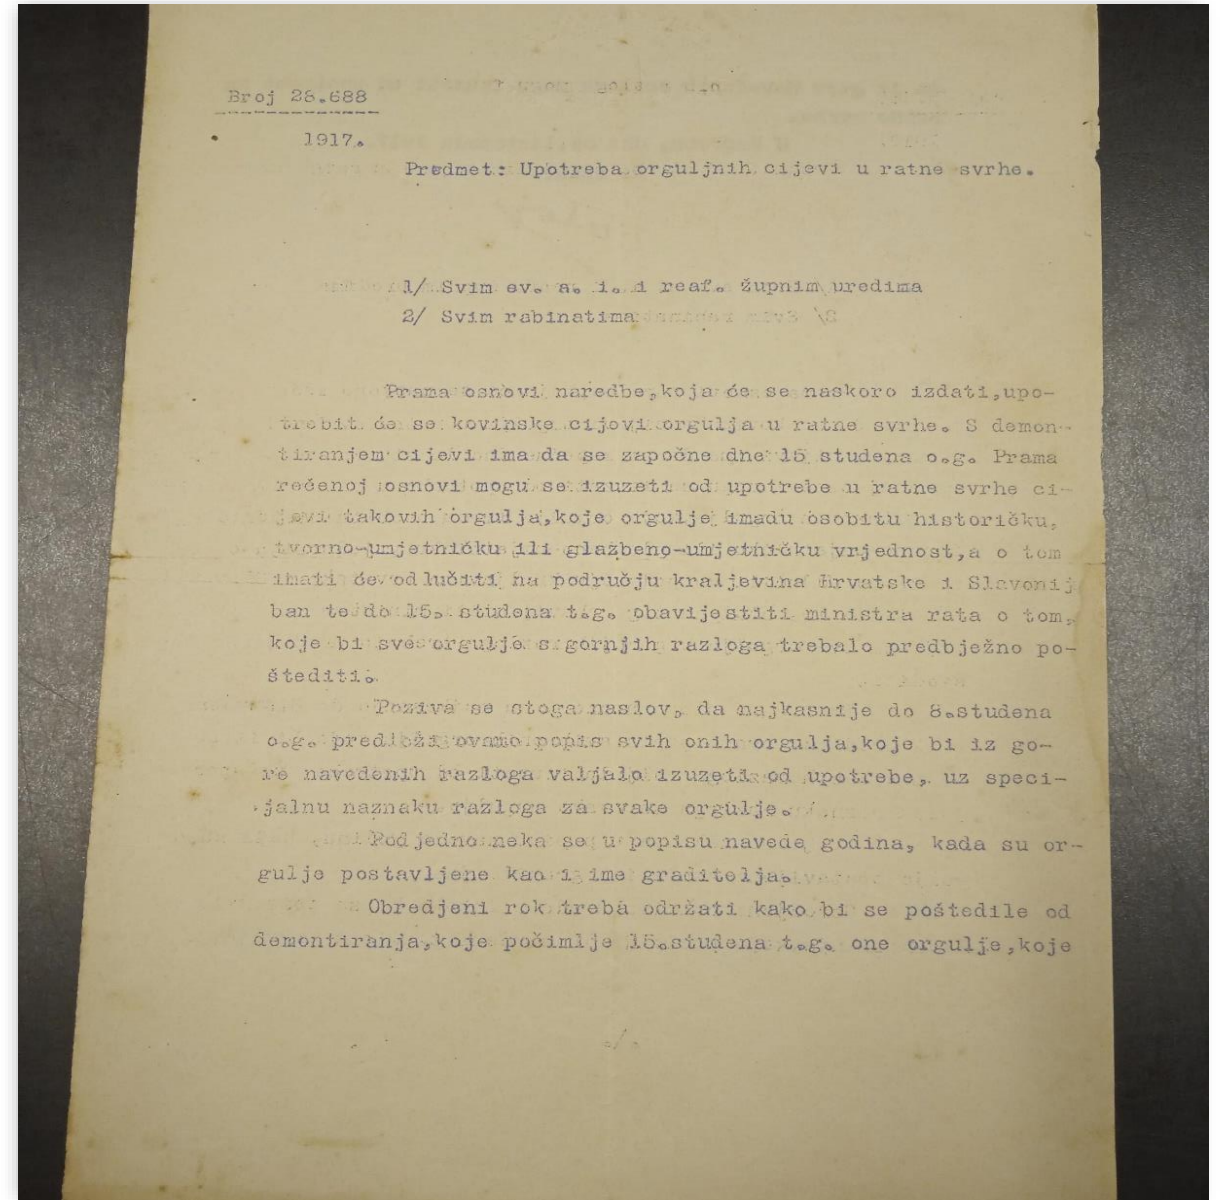 Broj 28.688
1917.
Predmet: Upotreba orguljnih cijevi u ratne svrhe.
1/ Svim ev. a. i. i reaf. župnim uredima
2/ Svim rabinatima
Prama osnovi naredbe,koja će se naskoro izdati,upo-
trebit će se kovinske cijevi orgulja u ratne svrhe. S demon-
tiranjem cijevi ima da se započne dne 15 studena o.g. Prama
rečenoj osnovi mogu se izuzeti od upotrebe u ratne svrhe ci-
jevi takovih orgulja,koje orgulje imadu osobitu historičku,
tvorno-umjetničku ili glazbeno-umjetničku vrjednost,a o tom
imati će odlučiti na području kraljevina Hrvatske i Slavonij
ban te do 15. studena t.g. obavijestiti ministra rata o tom,
koje bi sve orgulje s gornjih razloga trebalo predbježno po-
štediti.
Poziva se stoga naslov, da najkasnije do 8.studena
o.g. predloži ovamo popis svih onih orgulja,koje bi iz go-
re navedenih razloga valjalo izuzeti od upotrebe, uz speci-
jalnu naznaku razloga za svake orgulje.
Podjedno neka se u popisu navede godina, kada su or-
gulje postavljene kao i ime graditelja.
Obredjeni rok treba održati kako bi se poštedile od
demontiranja,koje počimlje 15.studena t.g. one orgulje,koje
./.